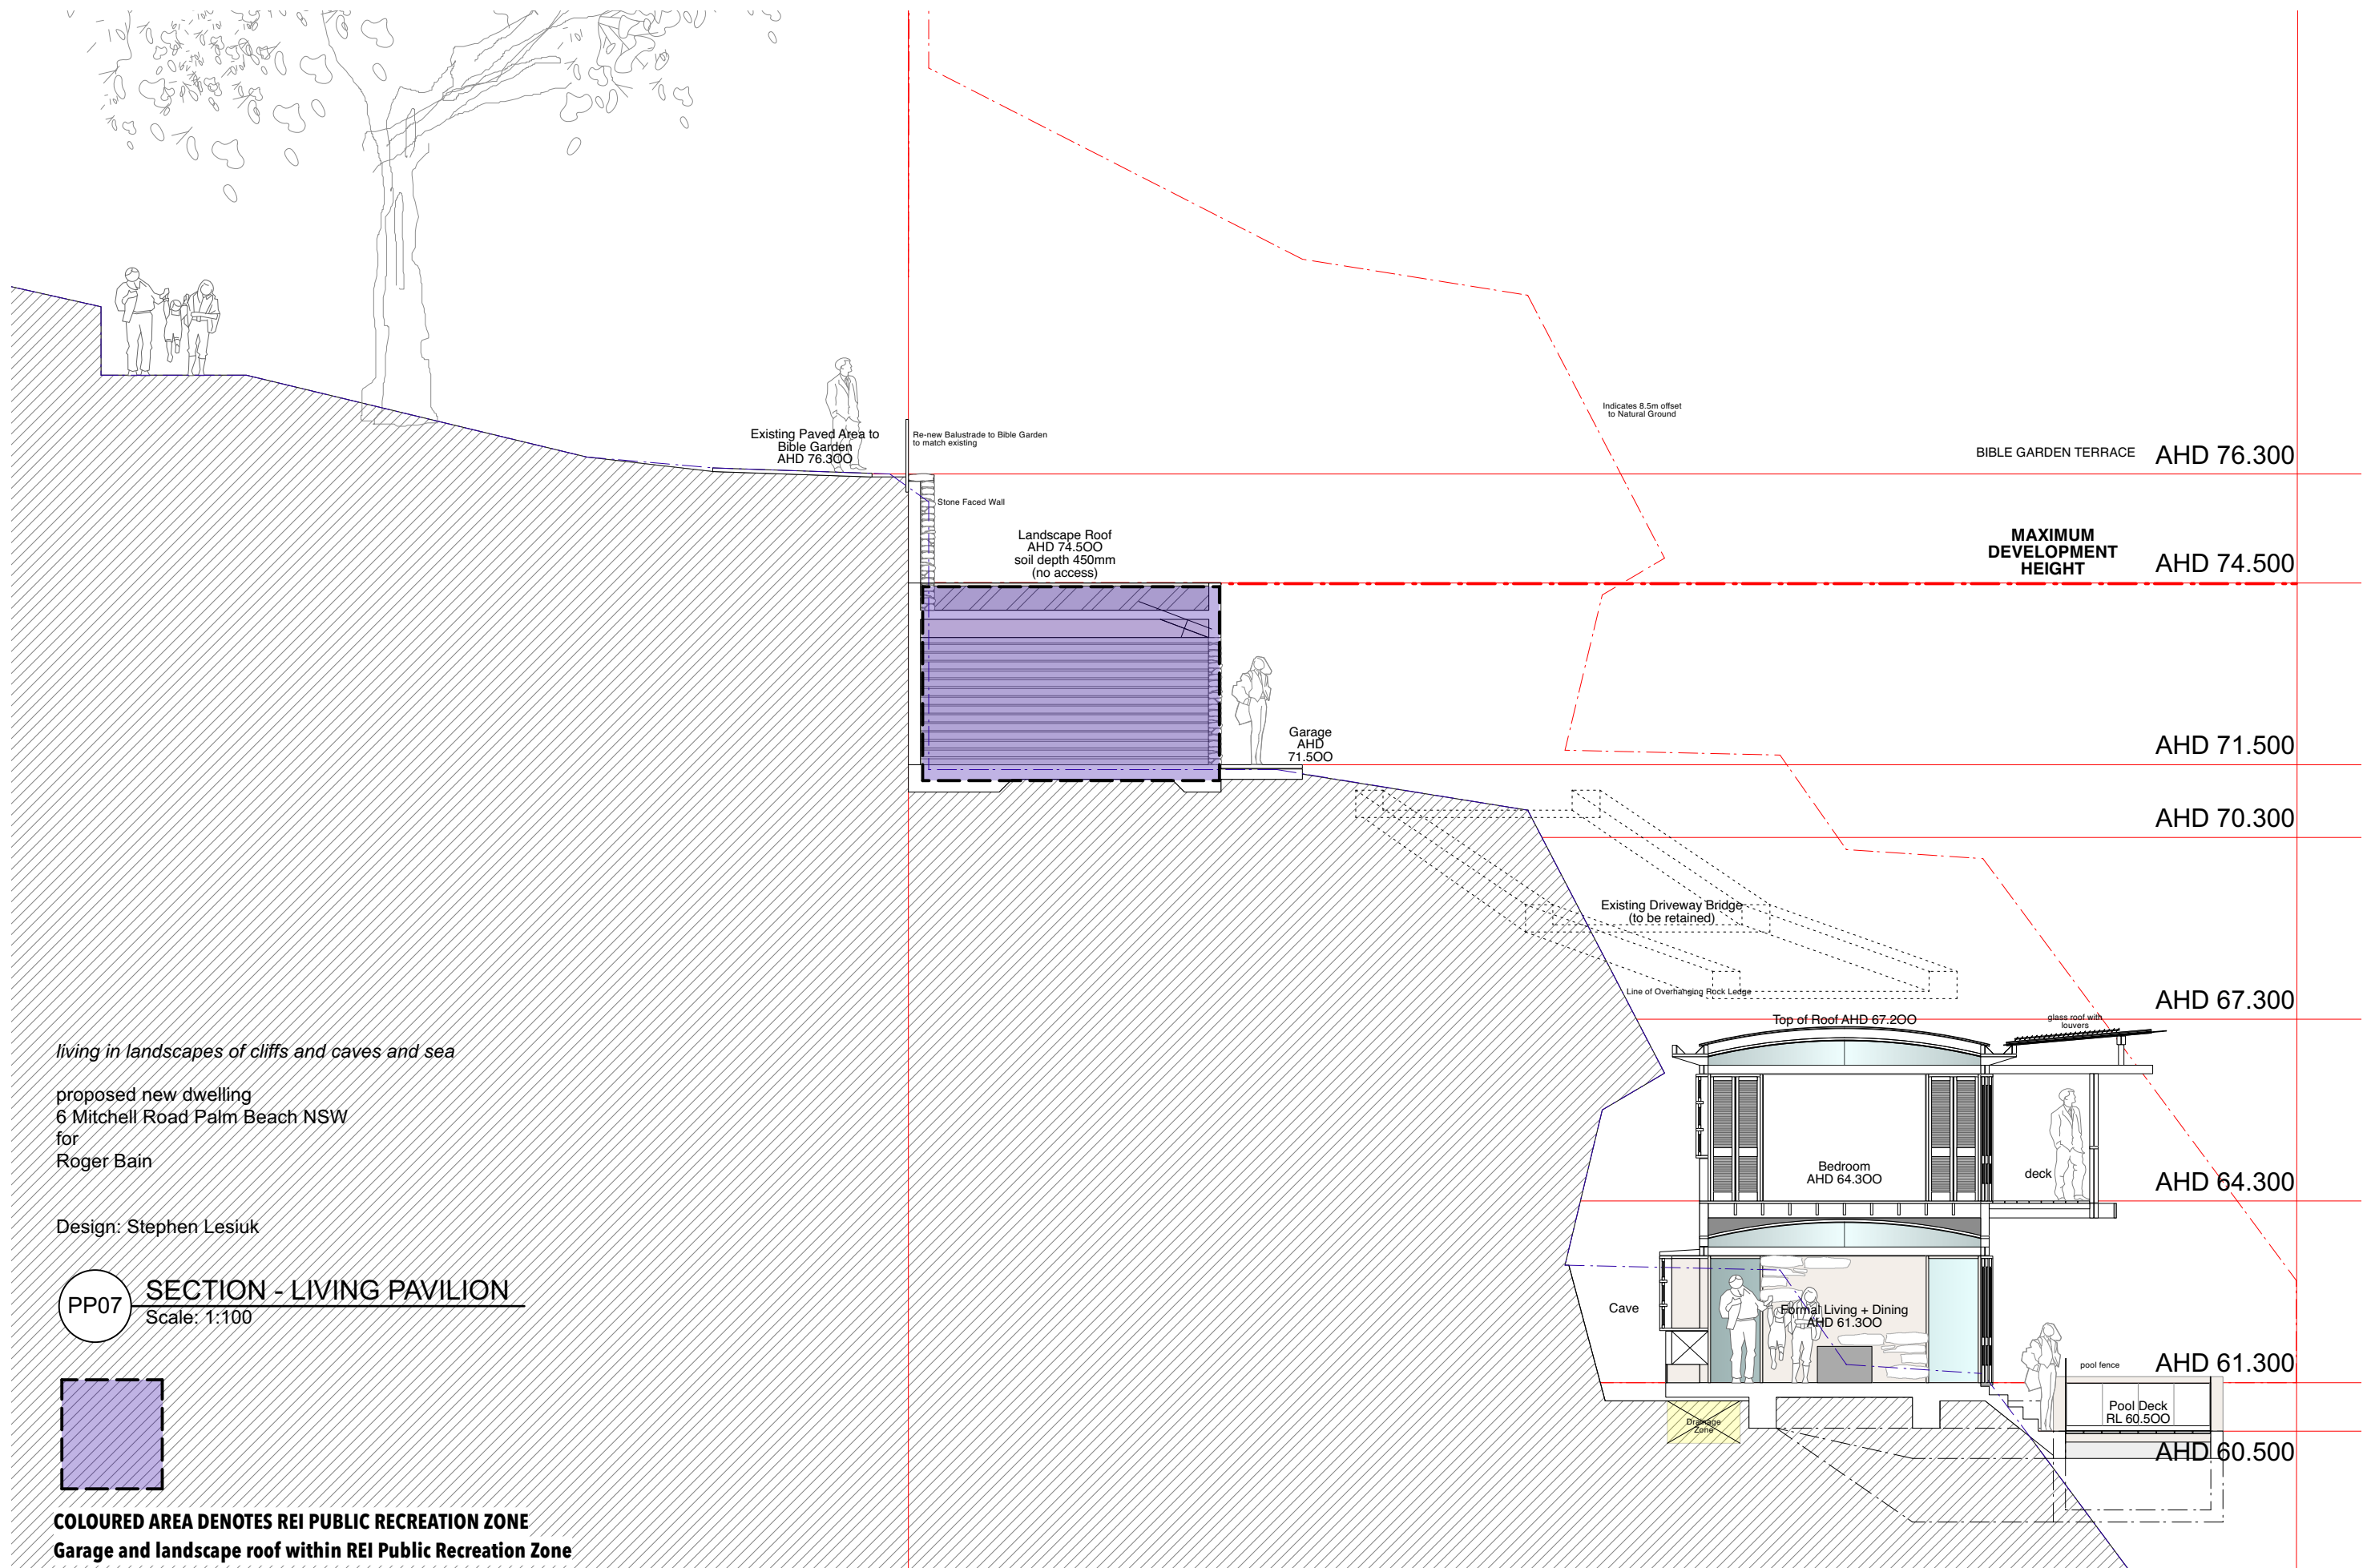 Existing Paved Area to
Bible Garden
AHD 76.300
Re-new Balustrade to Bible Garden
to match existing
Stone Faced Wall
Landscape Roof
AHD 74.500
soil depth 450mm
(no access)
Garage
AHD
71.500
Indicates 8.5m offset
to Natural Ground
BIBLE GARDEN TERRACE AHD 76.300
MAXIMUM
DEVELOPMENT
HEIGHT
AHD 74.500
AHD 71.500
AHD 70.300
Existing Driveway Bridge
(to be retained)
Line of Overhanging Rock Ledge
AHD 67.300
Top of Roof AHD 67.200
glass roof with
louvers
Bedroom
AHD 64.300
deck
AHD 64.300
Cave
Formal Living + Dining
AHD 61.300
pool fence
AHD 61.300
Pool Deck
RL 60.500
Drainage
Zone
AHD 60.500
living in landscapes of cliffs and caves and sea
proposed new dwelling
6 Mitchell Road Palm Beach NSW
for
Roger Bain
Design: Stephen Lesiuk
PP07
SECTION - LIVING PAVILION
Scale: 1:100
COLOURED AREA DENOTES REI PUBLIC RECREATION ZONE
Garage and landscape roof within REI Public Recreation Zone